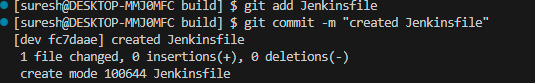 [suresh@DESKTOP-MMJ0MFC build] $ git add Jenkinsfile
[suresh@DESKTOP-MMJ0MFC build] $ git commit -m "created Jenkinsfile"
[dev fc7daae] created Jenkinsfile
1 file changed, 0 insertions(+), 0 deletions(-)
create mode 100644 Jenkinsfile